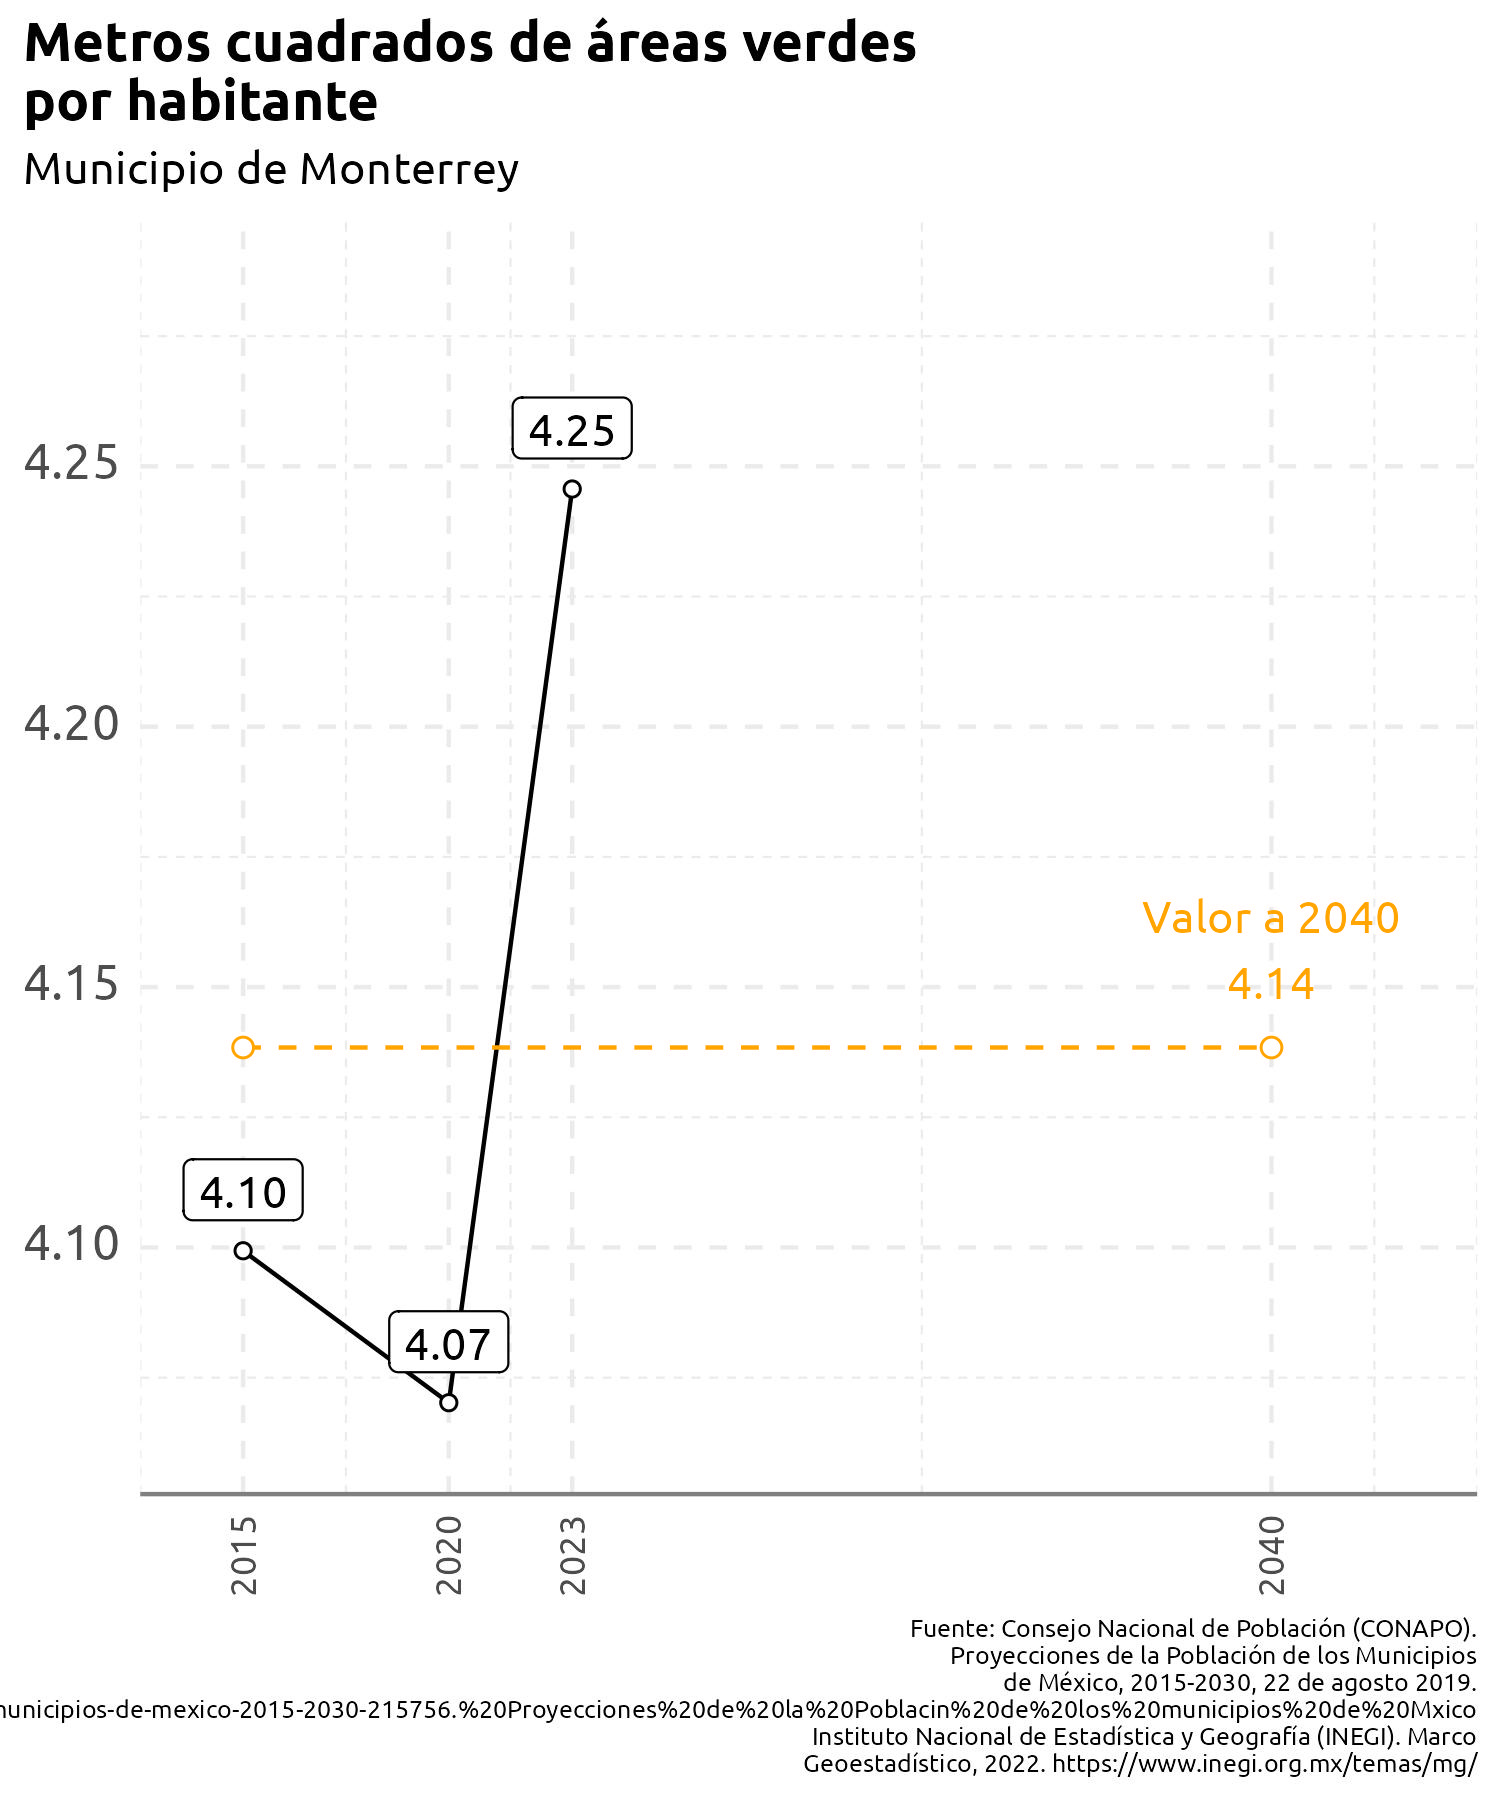 Metros cuadrados de áreas verdes
por habitante
Municipio de Monterrey
4.25
4.25
4.20
Valor a 2040
4.15
4.14
4.10
4.10
4.07
2015
2020
2023
2040
Fuente: Consejo Nacional de Población (CONAPO).
Proyecciones de la Población de los Municipios
de México, 2015-2030, 22 de agosto 2019.
unicipios-de-mexico-2015-2030-215756.%20Proyecciones%20de%20la%20Poblacin%20de%20los%20municipios%20de%20Mxico
Instituto Nacional de Estadística y Geografía (INEGI). Marco
Geoestadístico, 2022. https://www.inegi.org.mx/temas/mg/